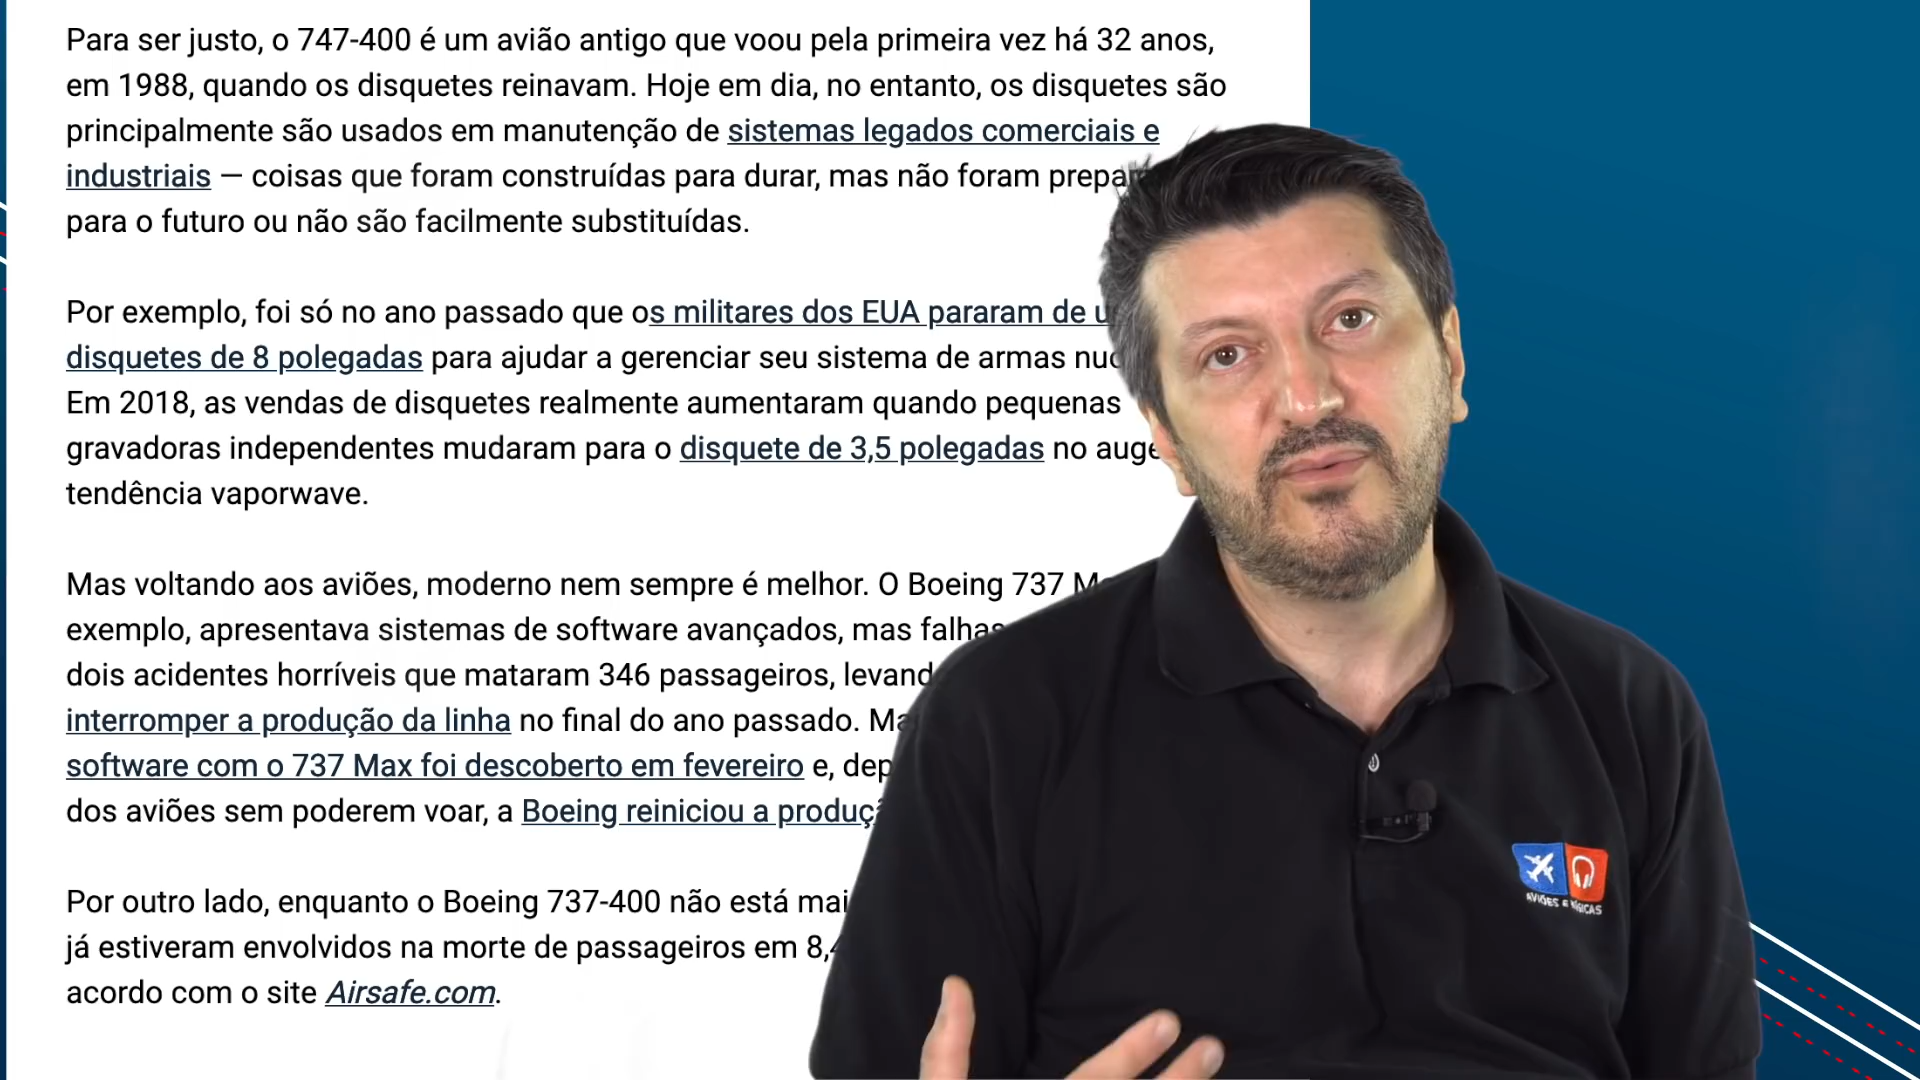 Para ser justo, o 747-400 é um avião antigo que voou pela primeira vez há 32 anos,
em 1988, quando os disquetes reinavam. Hoje em dia, no entanto, os disquetes são
principalmente são usados em manutenção de sistemas legados comerciais e
industriais — coisas que foram construídas para durar, mas não foram
para o futuro ou não são facilmente substituídas.
Por exemplo, foi só no ano passado que os militares dos EUA pararam de
disquetes de 8 polegadas para ajudar a gerenciar seu sistema de armas
Em 2018, as vendas de disquetes realmente aumentaram quando pequenas
gravadoras independentes mudaram para o disquete de 3,5 polegadas no auge
tendência vaporwave.
Mas voltando aos aviões, moderno nem sempre é melhor. O Boeing 737
exemplo, apresentava sistemas de software avançados, mas falhas
dois acidentes horríveis que mataram 346 passageiros,
interromper a produção da linha no final do ano passado.
software com o 737 Max foi descoberto em fevereiro e,
dos aviões sem poderem voar, a Boeing reiniciou a
Por outro lado, enquanto o Boeing 737-400 não está
já estiveram envolvidos na morte de passageiros em
acordo com o site Airsafe.com.
AVIÕES E MÚSICAS